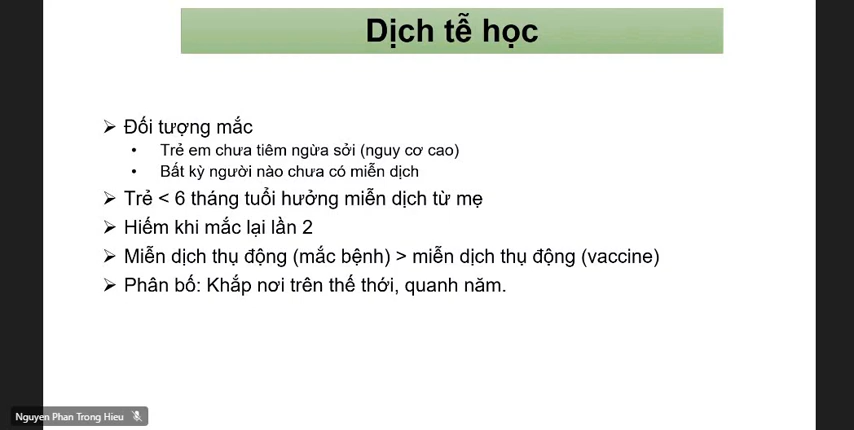 Dịch tễ học
➢ Đối tượng mắc
• Trẻ em chưa tiêm ngừa sởi (nguy cơ cao)
• Bất kỳ người nào chưa có miễn dịch
➢ Trẻ < 6 tháng tuổi hưởng miễn dịch từ mẹ
➢ Hiếm khi mắc lại lần 2
➢ Miễn dịch thụ động (mắc bệnh) > miễn dịch thụ động (vaccine)
➢ Phân bố: Khắp nơi trên thế thới, quanh năm.
Nguyen Phan Trong Hieu